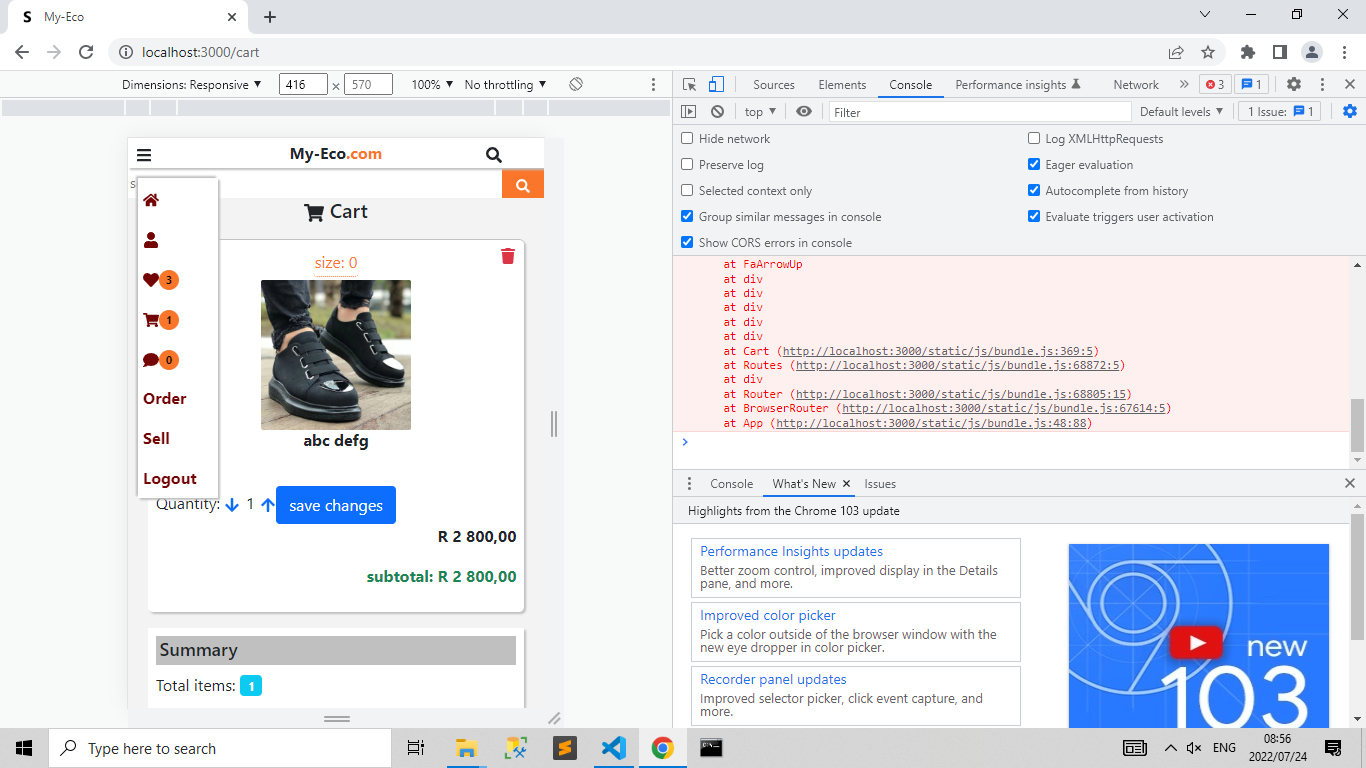 S My-Eco
localhost:3000/cart
Dimensions: Responsive 416 × 570 100% No throttling
Sources Elements Console Performance insights Network » 3 1
top Filter Default levels 1 Issue: 1
Hide network Log XMLHttpRequests
Preserve log Eager evaluation
Selected context only Autocomplete from history
Group similar messages in console Evaluate triggers user activation
Show CORS errors in console
My-Eco.com
s
Cart
size: 0
3
1
0
Order
Sell
Logout
abc defg
Quantity: 1 save changes
R 2 800,00
subtotal: R 2 800,00
Summary
Total items: 1
at FaArrowUp
at div
at div
at div
at div
at div
at Cart (http://localhost:3000/static/js/bundle.js:369:5)
at Routes (http://localhost:3000/static/js/bundle.js:68872:5)
at div
at Router (http://localhost:3000/static/js/bundle.js:68805:15)
at BrowserRouter (http://localhost:3000/static/js/bundle.js:67614:5)
at App (http://localhost:3000/static/js/bundle.js:48:88)
Console What's New Issues
Highlights from the Chrome 103 update
Performance Insights updates
Better zoom control, improved display in the Details
pane, and more.
Improved color picker
Pick a color outside of the browser window with the
new eye dropper in color picker.
Recorder panel updates
Improved selector picker, click event capture, and
more.
new
103
Type here to search
ENG
08:56
2022/07/24